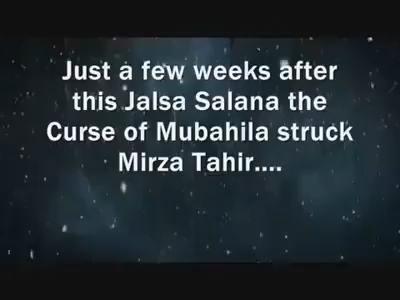 Just a few weeks after
this Jalsa Salana the
Curse of Mubahila struck
Mirza Tahir....